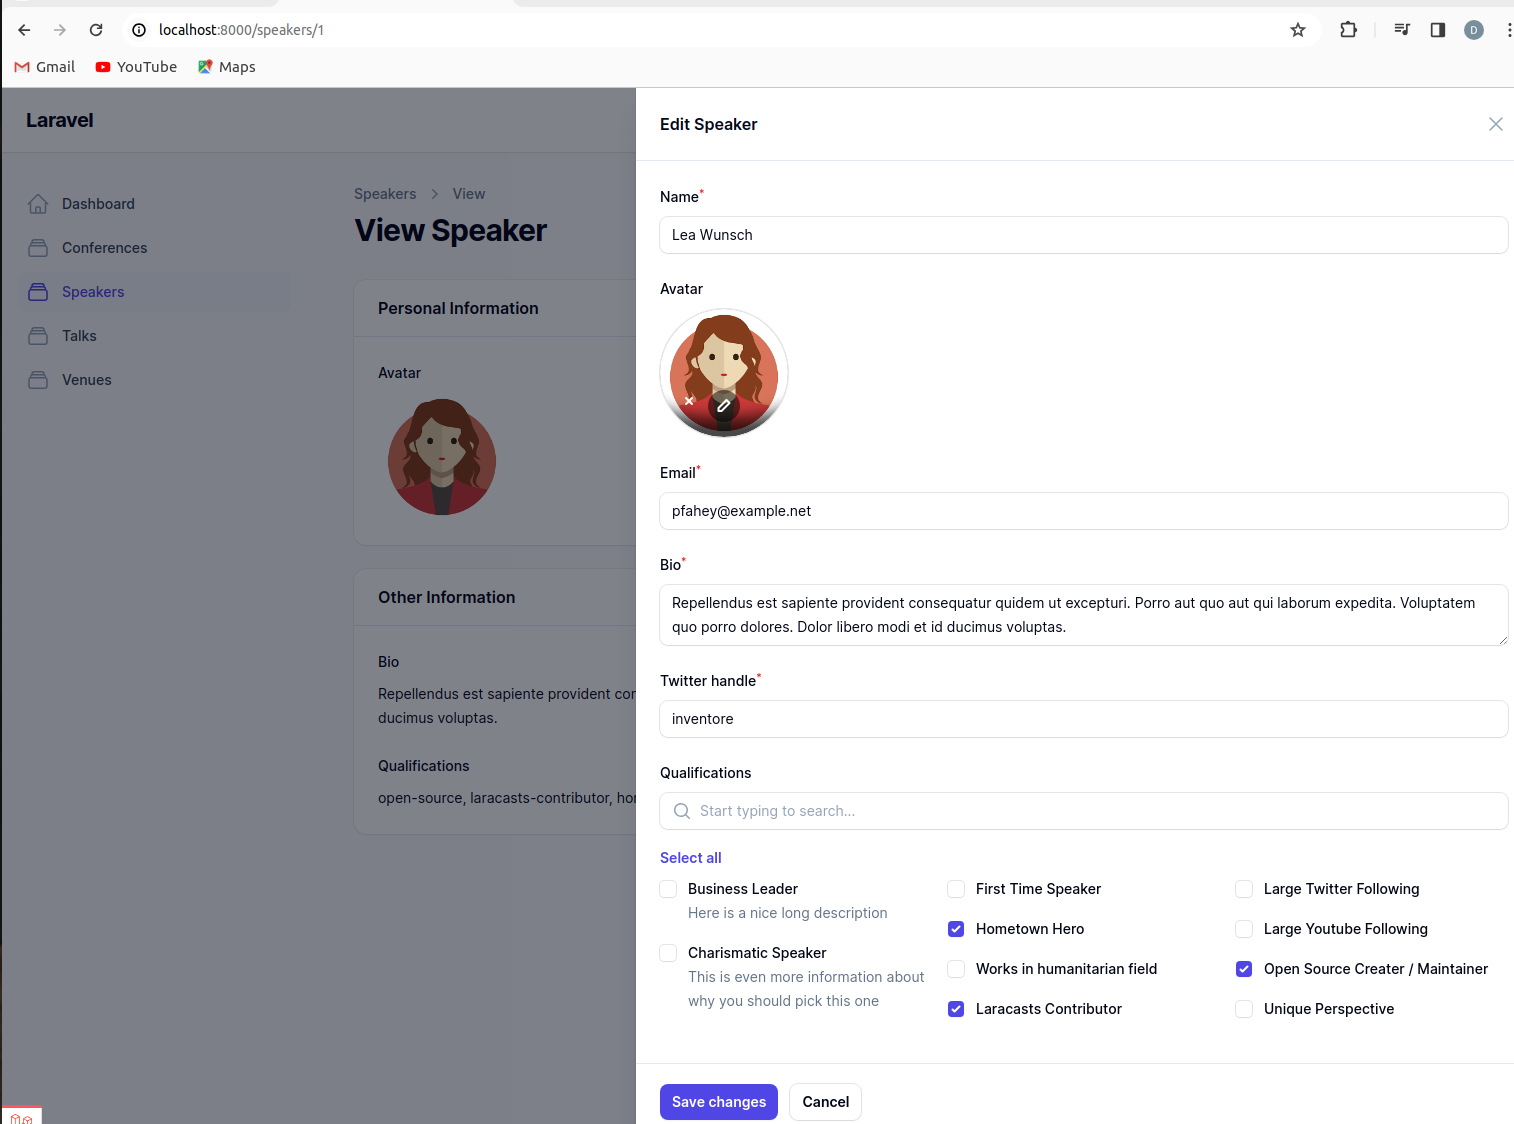 localhost:8000/speakers/1
D
Gmail YouTube Maps
Laravel
Dashboard
Conferences
Speakers
Talks
Venues
Speakers > View
View Speaker
Personal Information
Avatar
Other Information
Bio
Repellendus est sapiente provident cor
ducimus voluptas.
Qualifications
open-source, laracasts-contributor, hor
Edit Speaker
Name*
Lea Wunsch
Avatar
Email*
pfahey@example.net
Bio*
Repellendus est sapiente provident consequatur quidem ut excepturi. Porro aut quo aut qui laborum expedita. Voluptatem
quo porro dolores. Dolor libero modi et id ducimus voluptas.
Twitter handle*
inventore
Qualifications
Start typing to search...
Select all
Business Leader
Here is a nice long description
Charismatic Speaker
This is even more information about
why you should pick this one
First Time Speaker
Hometown Hero
Works in humanitarian field
Laracasts Contributor
Large Twitter Following
Large Youtube Following
Open Source Creater / Maintainer
Unique Perspective
Save changes Cancel